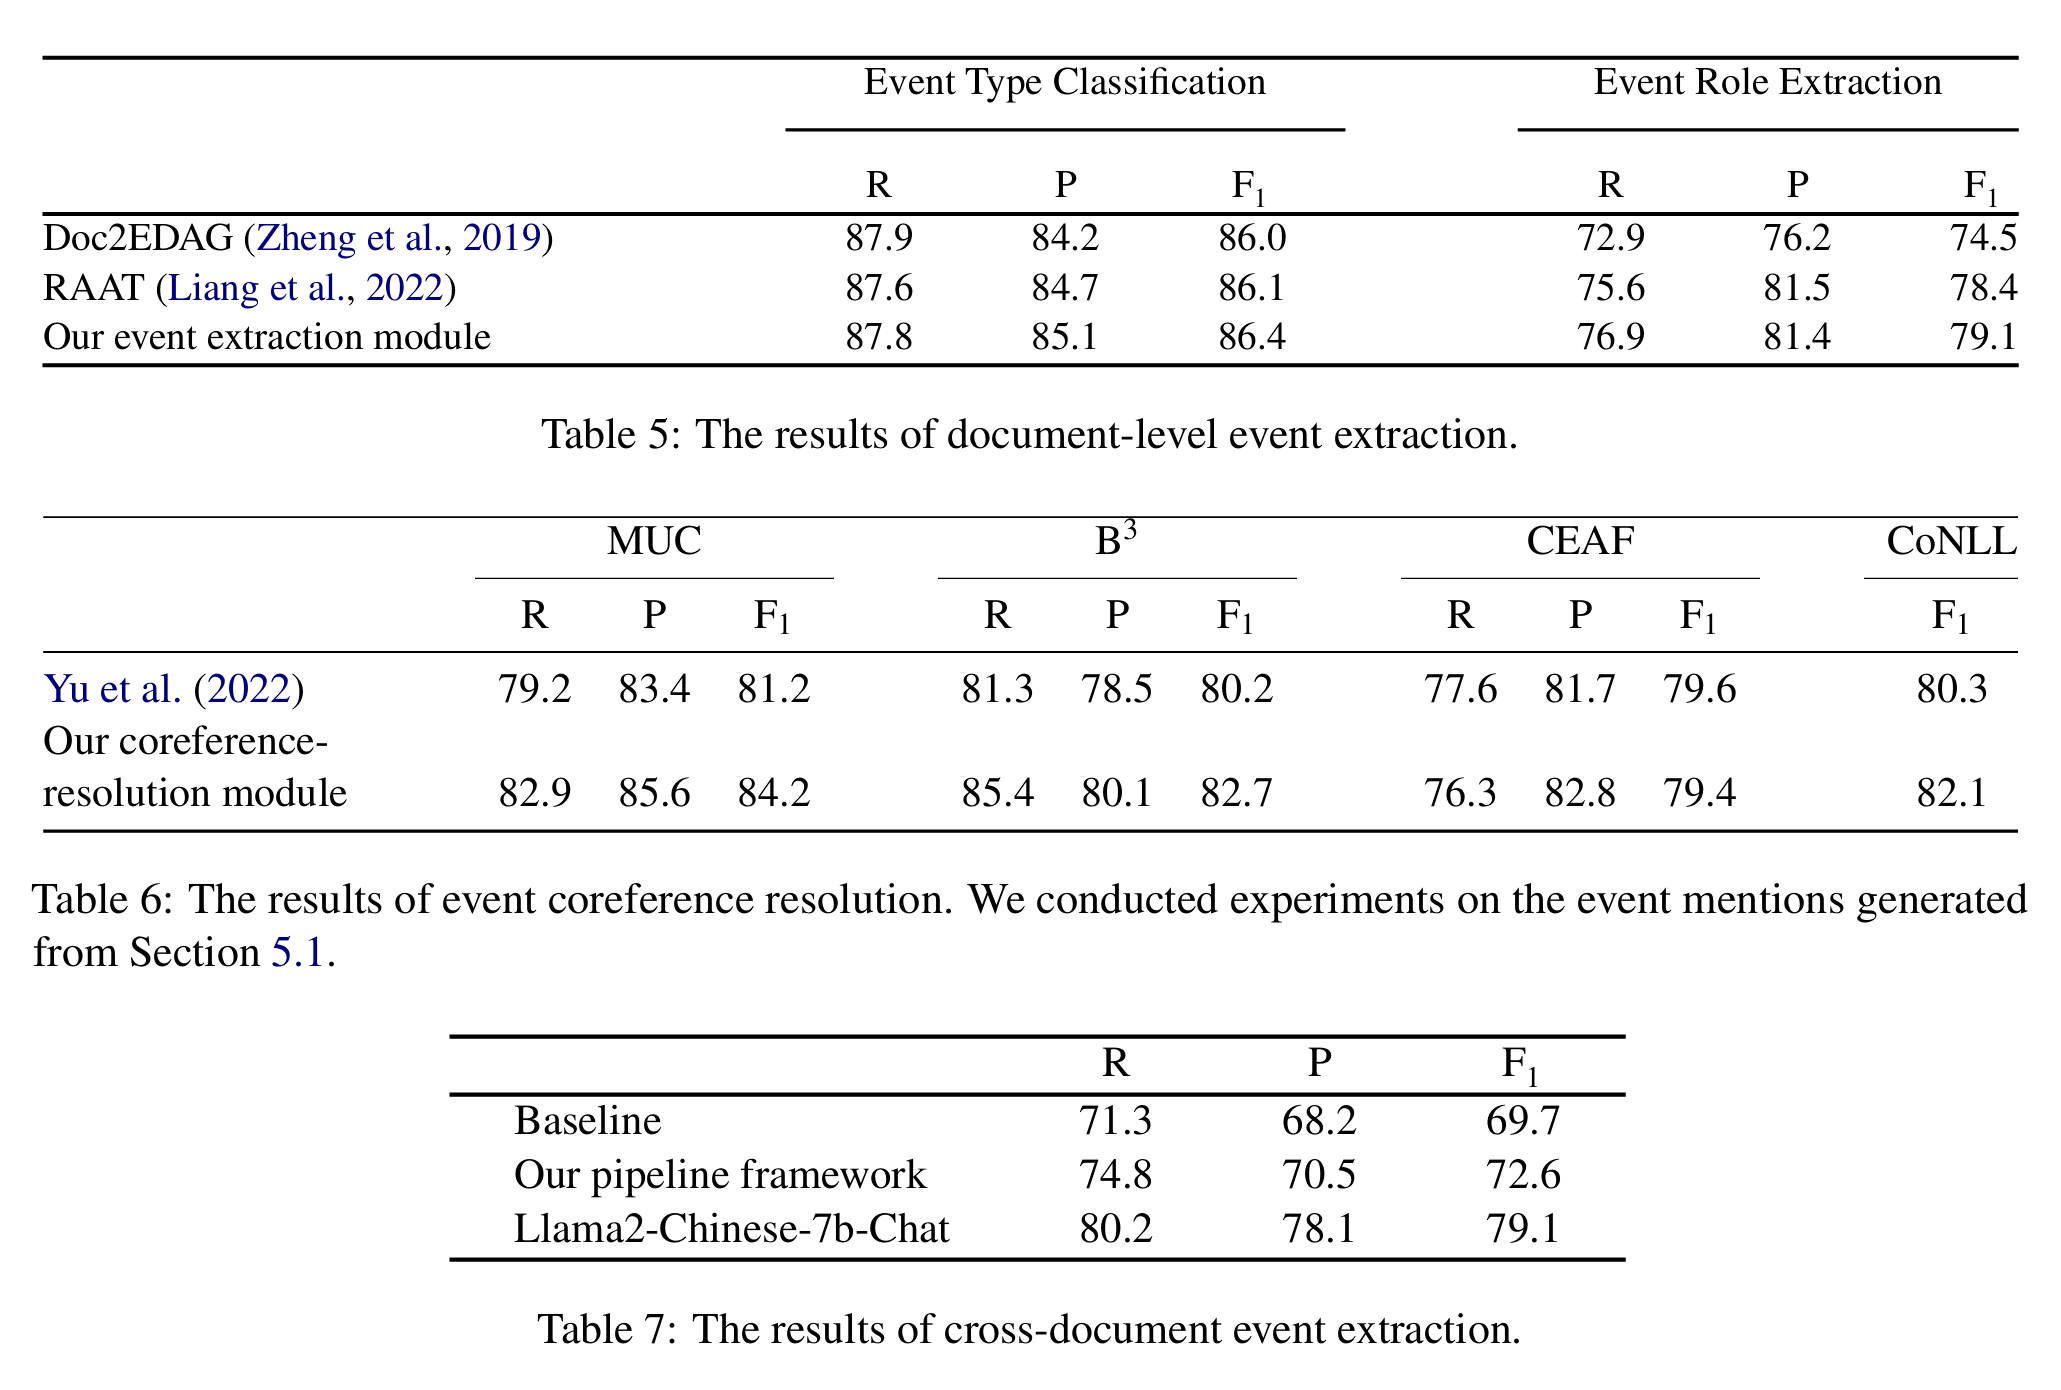 Event Type Classification Event Role Extraction
R P F₁ R P F₁
Doc2EDAG (Zheng et al., 2019) 87.9 84.2 86.0 72.9 76.2 74.5
RAAT (Liang et al., 2022) 87.6 84.7 86.1 75.6 81.5 78.4
Our event extraction module 87.8 85.1 86.4 76.9 81.4 79.1
Table 5: The results of document-level event extraction.
MUC B³ CEAF CoNLL
R P F₁ R P F₁ R P F₁ F₁
Yu et al. (2022) 79.2 83.4 81.2 81.3 78.5 80.2 77.6 81.7 79.6 80.3
Our coreference-
resolution module 82.9 85.6 84.2 85.4 80.1 82.7 76.3 82.8 79.4 82.1
Table 6: The results of event coreference resolution. We conducted experiments on the event mentions generated
from Section 5.1.
R P F₁
Baseline 71.3 68.2 69.7
Our pipeline framework 74.8 70.5 72.6
Llama2-Chinese-7b-Chat 80.2 78.1 79.1
Table 7: The results of cross-document event extraction.